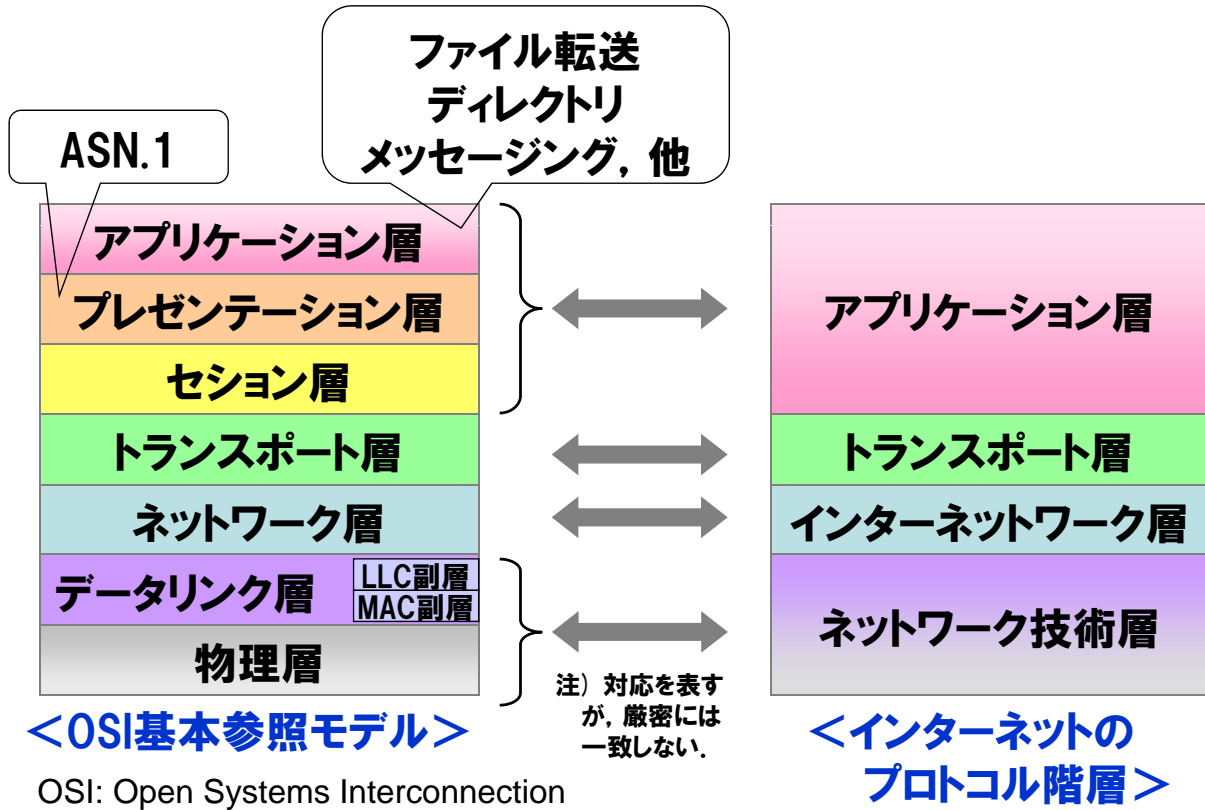 ファイル転送
ディレクトリ
メッセージング, 他
ASN.1
アプリケーション層
プレゼンテーション層
セション層
トランスポート層
ネットワーク層
データリンク層
LLC副層
MAC副層
物理層
<OSI基本参照モデル>
OSI: Open Systems Interconnection
注) 対応を表す
が, 厳密には
一致しない.
アプリケーション層
トランスポート層
インターネットワーク層
ネットワーク技術層
<インターネットの
プロトコル階層>